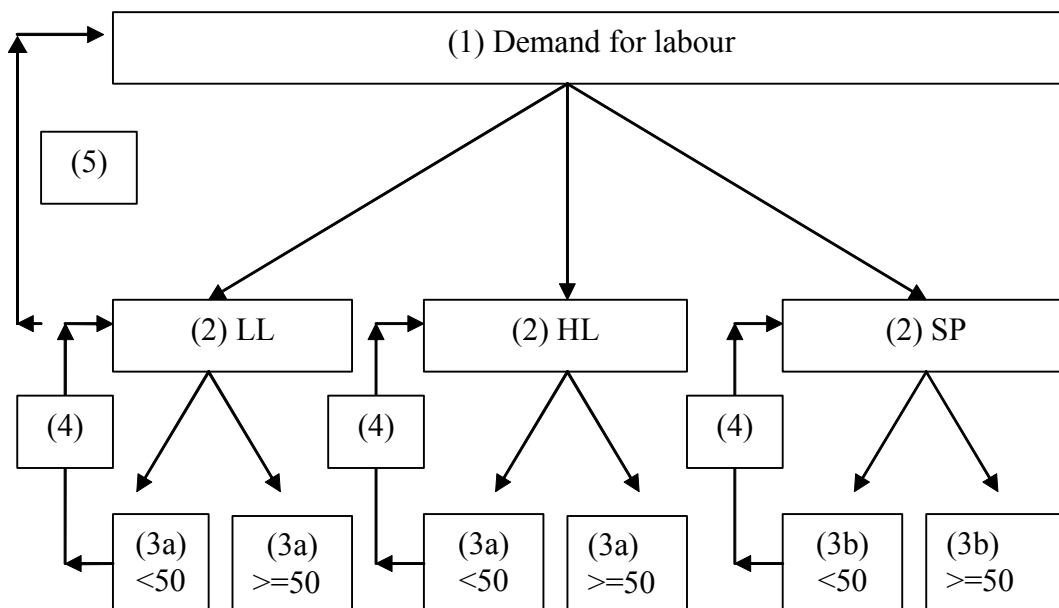 (1) Demand for labour
(5)
(2) LL
(2) HL
(2) SP
(4)
(4)
(4)
(3a)
<50
(3a)
>=50
(3a)
<50
(3a)
>=50
(3b)
<50
(3b)
>=50